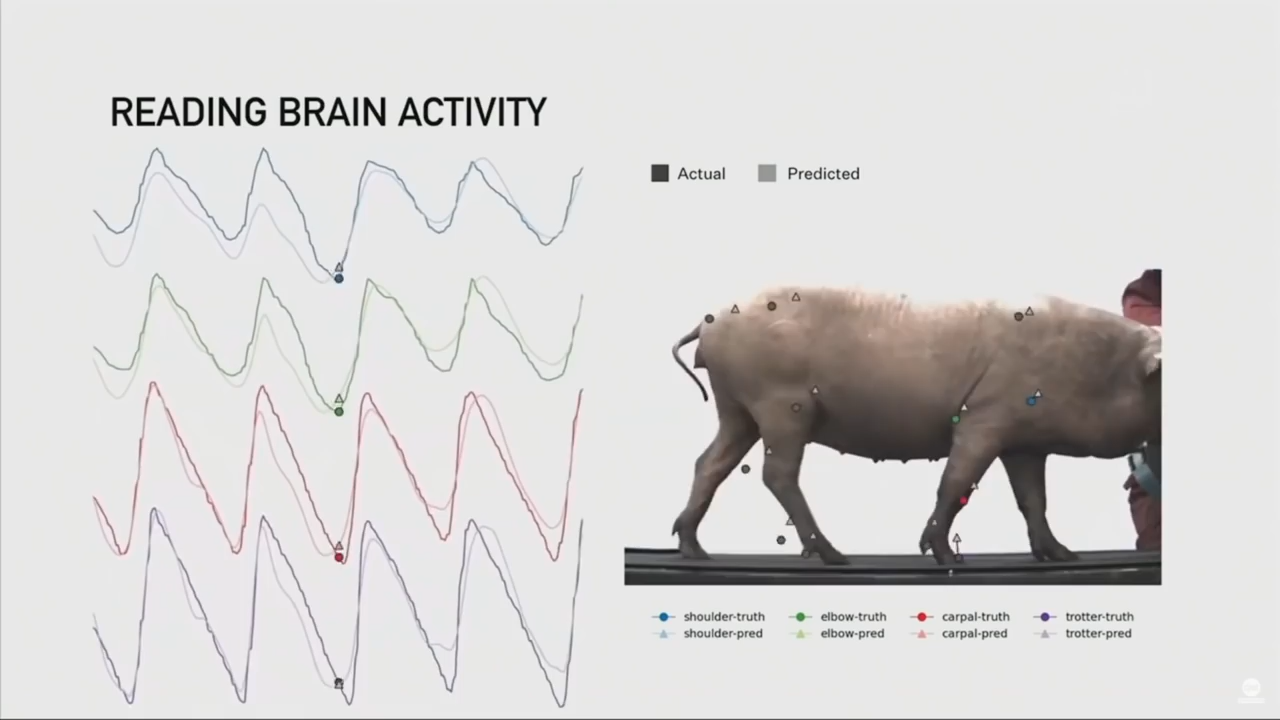 READING BRAIN ACTIVITY
Actual Predicted
shoulder-truth elbow-truth carpal-truth trotter-truth
shoulder-pred elbow-pred carpal-pred trotter-pred